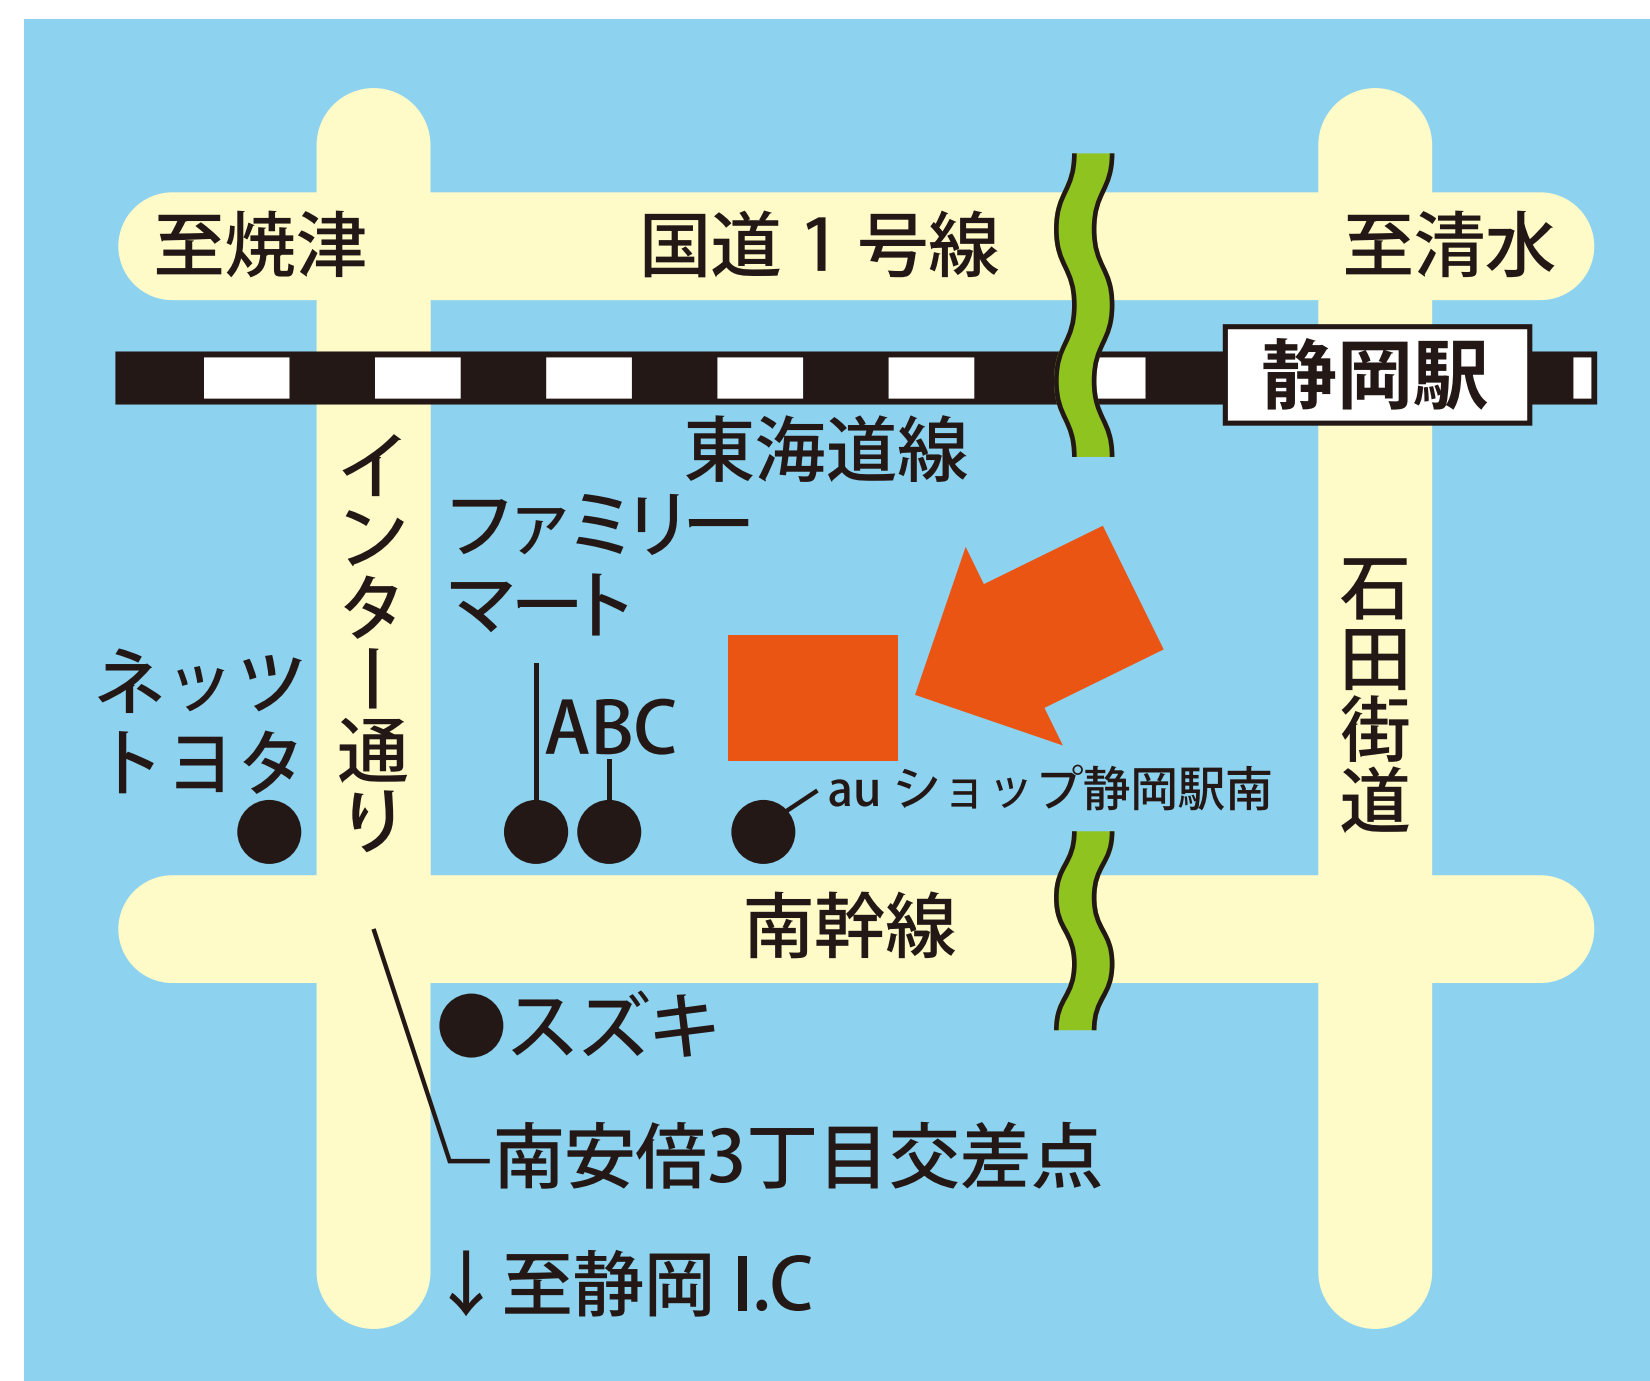 至焼津
国道1号線
至清水
静岡駅
東海道線
インター通り
ファミリー
マート
石田街道
ネッツ
トヨタ
ABC
auショップ静岡駅南
南幹線
スズキ
南安倍3丁目交差点
↓至静岡 I.C